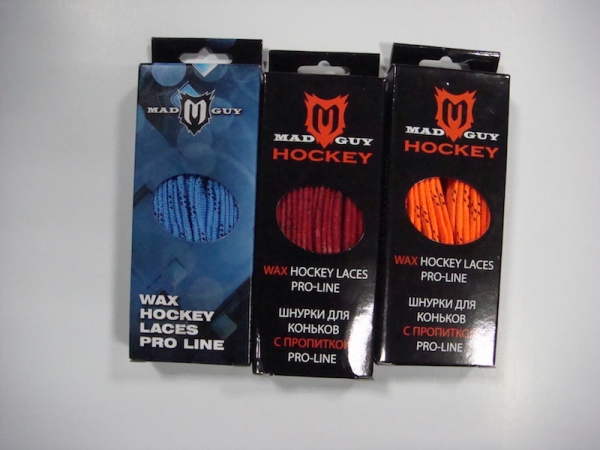 MAD GUY
WAX
HOCKEY
LACES
PRO LINE
MAD GUY
HOCKEY
WAX HOCKEY LACES
PRO-LINE
ШНУРКИ ДЛЯ
КОНЬКОВ
С ПРОПИТКОЙ
PRO-LINE
MAD GUY
HOCKEY
WAX HOCKEY LACES
PRO-LINE
ШНУРКИ ДЛЯ
КОНЬКОВ
С ПРОПИТКОЙ
PRO-LINE